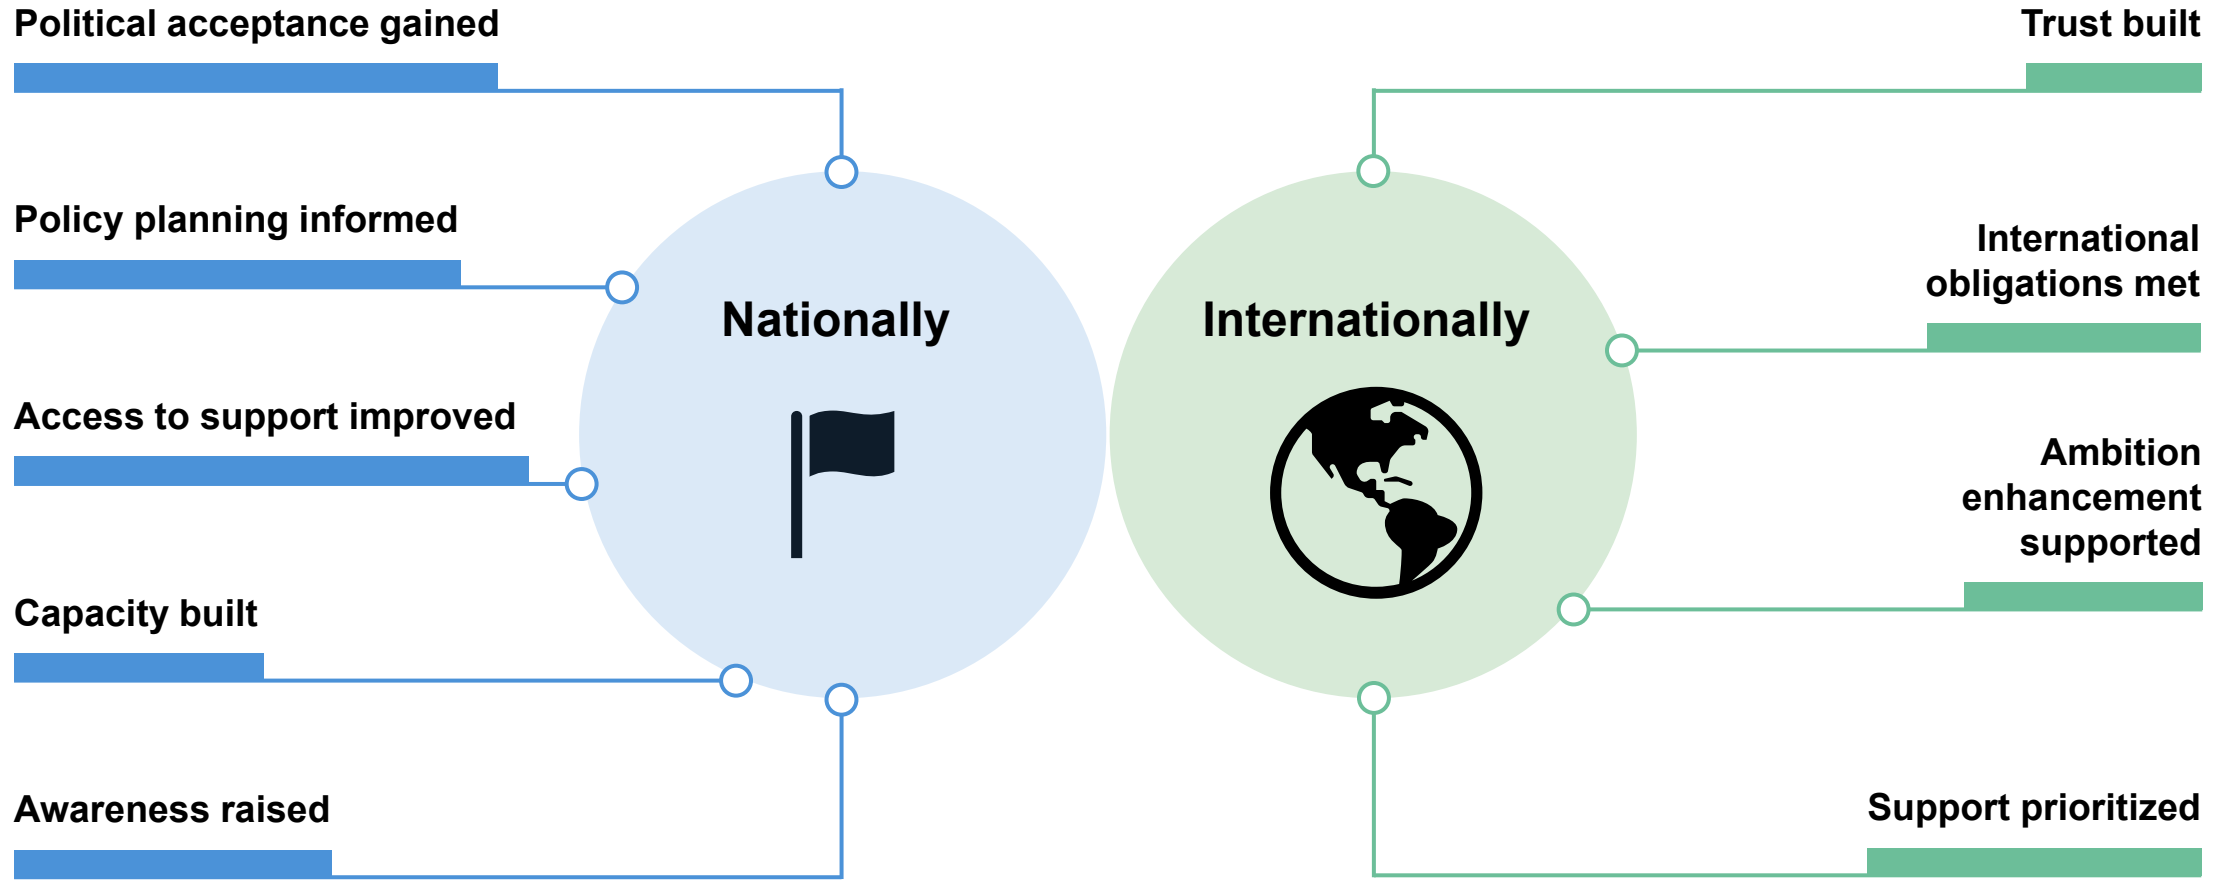 Political acceptance gained
Policy planning informed
Access to support improved
Capacity built
Awareness raised
Nationally
Internationally
Trust built
International
obligations met
Ambition
enhancement
supported
Support prioritized